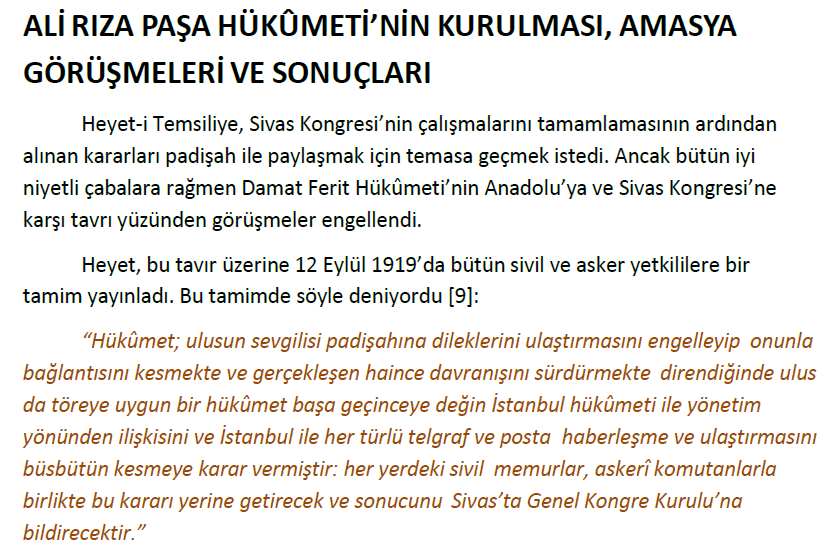 ALİ RIZA PAŞA HÜKÛMETİ’NİN KURULMASI, AMASYA
GÖRÜŞMELERİ VE SONUÇLARI
Heyet-i Temsiliye, Sivas Kongresi’nin çalışmalarını tamamlamasının ardından
alınan kararları padişah ile paylaşmak için temasa geçmek istedi. Ancak bütün iyi
niyetli çabalara rağmen Damat Ferit Hükûmeti’nin Anadolu’ya ve Sivas Kongresi’ne
karşı tavrı yüzünden görüşmeler engellendi.
Heyet, bu tavır üzerine 12 Eylül 1919’da bütün sivil ve asker yetkililere bir
tamim yayınladı. Bu tamimde söyle deniyordu [9]:
“Hükûmet; ulusun sevgilisi padişahına dileklerini ulaştırmasını engelleyip onunla
bağlantısını kesmekte ve gerçekleşen haince davranışını sürdürmekte direndiğinde ulus
da töreye uygun bir hükûmet başa geçinceye değin İstanbul hükûmeti ile yönetim
yönünden ilişkisini ve İstanbul ile her türlü telgraf ve posta haberleşme ve ulaştırmasını
büsbütün kesmeye karar vermiştir: her yerdeki sivil memurlar, askerî komutanlarla
birlikte bu kararı yerine getirecek ve sonucunu Sivas’ta Genel Kongre Kurulu’na
bildirecektir.”